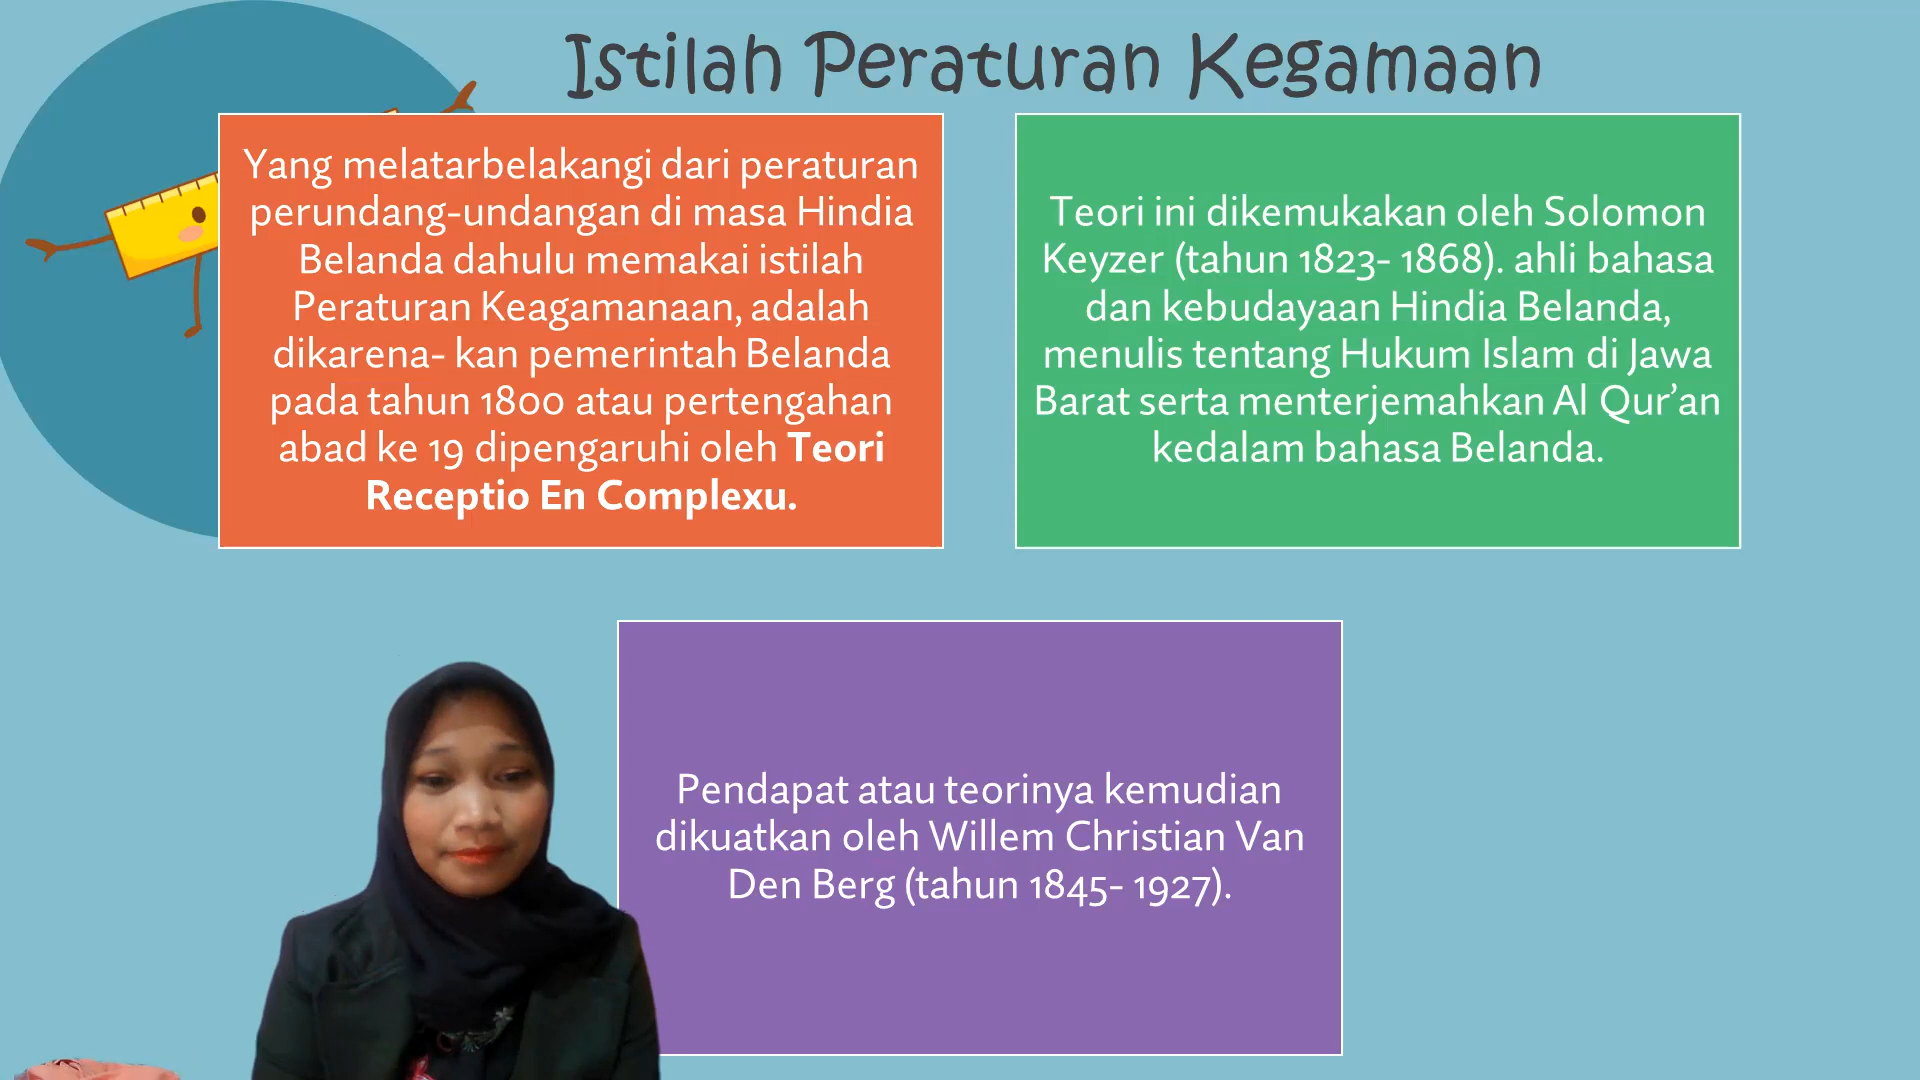 Istilah Peraturan Kegamaan
Yang melatarbelakangi dari peraturan
perundang-undangan di masa Hindia
Belanda dahulu memakai istilah
Peraturan Keagamanaan, adalah
dikarena- kan pemerintah Belanda
pada tahun 1800 atau pertengahan
abad ke 19 dipengaruhi oleh Teori
Receptio En Complexu.
Teori ini dikemukakan oleh Solomon
Keyzer (tahun 1823- 1868). ahli bahasa
dan kebudayaan Hindia Belanda,
menulis tentang Hukum Islam di Jawa
Barat serta menterjemahkan Al Qur’an
kedalam bahasa Belanda.
Pendapat atau teorinya kemudian
dikuatkan oleh Willem Christian Van
Den Berg (tahun 1845- 1927).